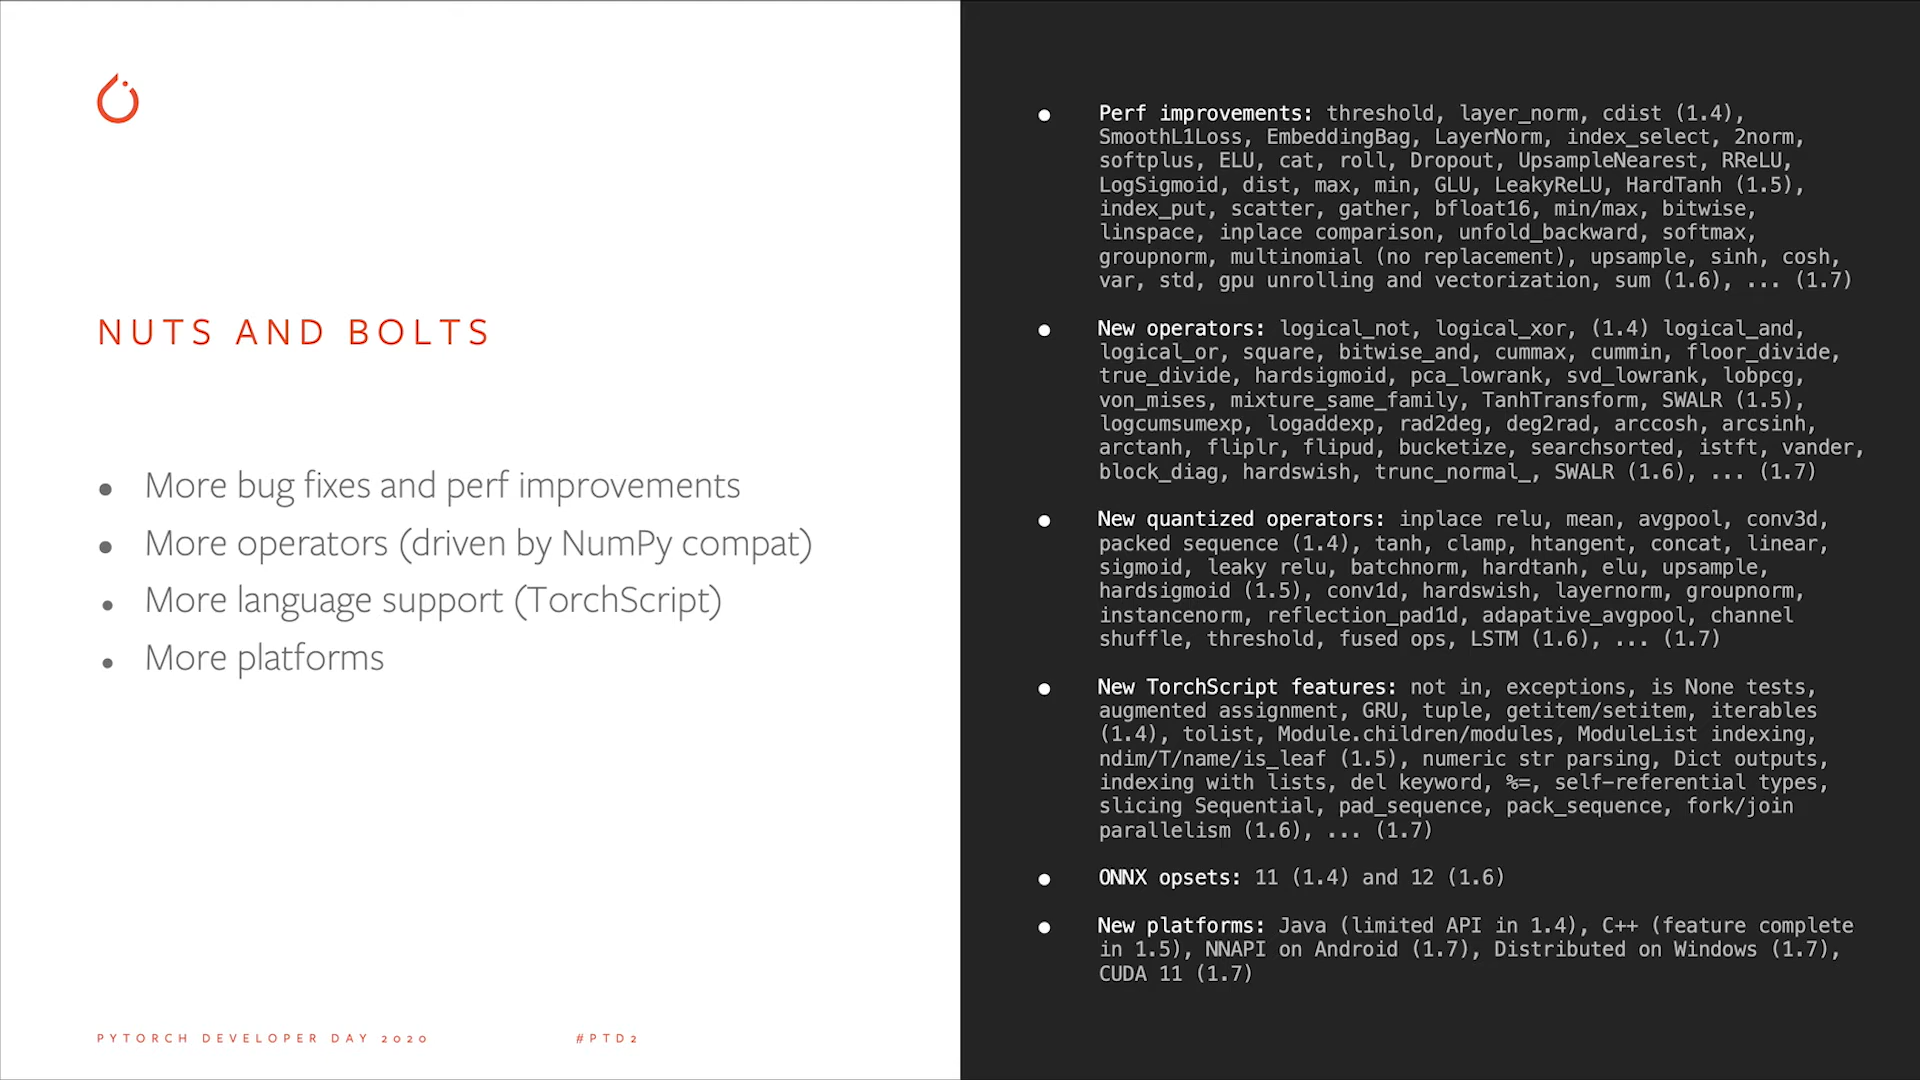 NUTS AND BOLTS
More bug fixes and perf improvements
More operators (driven by NumPy compat)
More language support (TorchScript)
More platforms
PYTORCH DEVELOPER DAY 2020
#PTD2
Perf improvements: threshold, layer_norm, cdist (1.4),
SmoothL1Loss, EmbeddingBag, LayerNorm, index_select, 2norm,
softplus, ELU, cat, roll, Dropout, UpsampleNearest, RReLU,
LogSigmoid, dist, max, min, GLU, LeakyReLU, HardTanh (1.5),
index_put, scatter, gather, bfloat16, min/max, bitwise,
linspace, inplace comparison, unfold_backward, softmax,
groupnorm, multinomial (no replacement), upsample, sinh, cosh,
var, std, gpu unrolling and vectorization, sum (1.6), ... (1.7)
New operators: logical_not, logical_xor, (1.4) logical_and,
logical_or, square, bitwise_and, cummax, cummin, floor_divide,
true_divide, hardsigmoid, pca_lowrank, svd_lowrank, lobpcg,
von_mises, mixture_same_family, TanhTransform, SWALR (1.5),
logcumsumexp, logaddexp, rad2deg, deg2rad, arccosh, arcsinh,
arctanh, fliplr, flipud, bucketize, searchsorted, istft, vander,
block_diag, hardswish, trunc_normal_, SWALR (1.6), ... (1.7)
New quantized operators: inplace relu, mean, avgpool, conv3d,
packed sequence (1.4), tanh, clamp, htangent, concat, linear,
sigmoid, leaky relu, batchnorm, hardtanh, elu, upsample,
hardsigmoid (1.5), conv1d, hardswish, layernorm, groupnorm,
instancenorm, reflection_pad1d, adapative_avgpool, channel
shuffle, threshold, fused ops, LSTM (1.6), ... (1.7)
New TorchScript features: not in, exceptions, is None tests,
augmented assignment, GRU, tuple, getitem/setitem, iterables
(1.4), tolist, Module.children/modules, ModuleList indexing,
ndim/T/name/is_leaf (1.5), numeric str parsing, Dict outputs,
indexing with lists, del keyword, %=, self-referential types,
slicing Sequential, pad_sequence, pack_sequence, fork/join
parallelism (1.6), ... (1.7)
ONNX opsets: 11 (1.4) and 12 (1.6)
New platforms: Java (limited API in 1.4), C++ (feature complete
in 1.5), NNAPI on Android (1.7), Distributed on Windows (1.7),
CUDA 11 (1.7)